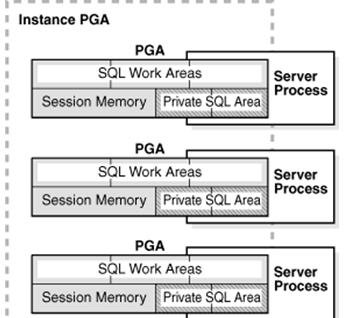 Instance PGA
PGA
SQL Work Areas
Session Memory Private SQL Area
Server
Process
PGA
SQL Work Areas
Session Memory Private SQL Area
Server
Process
PGA
SQL Work Areas
Session Memory Private SQL Area
Server
Process